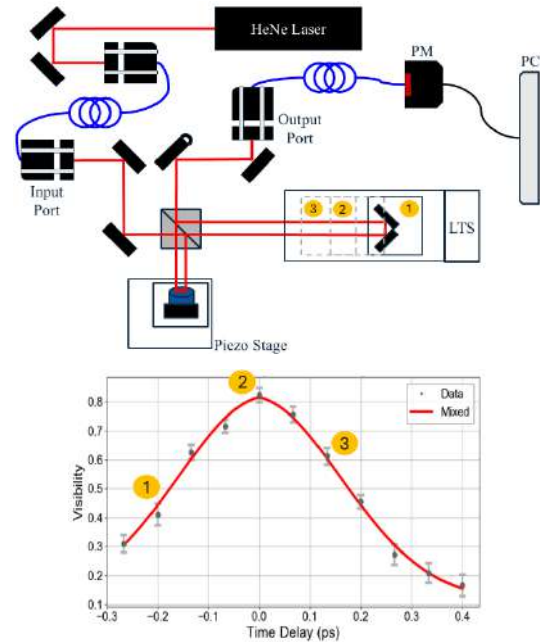 HeNe Laser
PM
PC
Output
Port
Input
Port
3
2
1
LTS
Piezo Stage
2
Data
Mixed
3
1
Visibility
0.8
0.7
0.6
0.5
0.4
0.3
0.2
0.1
−0.3
−0.2
−0.1
0.0
0.1
0.2
0.3
0.4
Time Delay (ps)